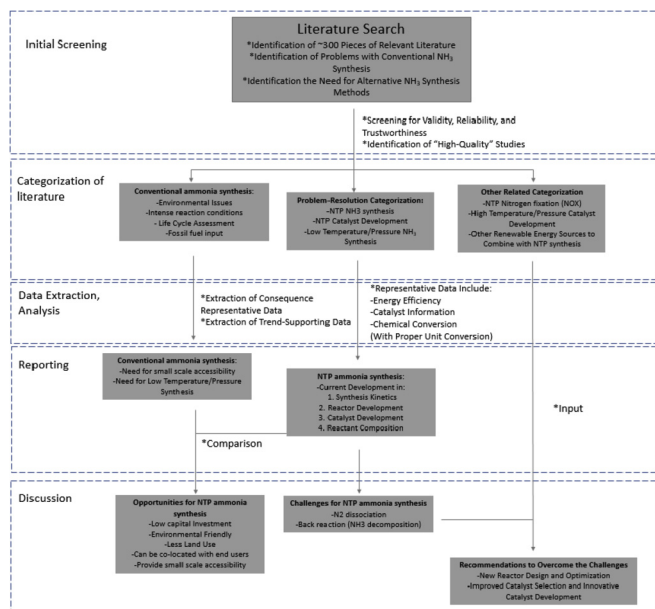 Initial Screening
Literature Search
*Identification of ~300 Pieces of Relevant Literature
*Identification of Problems with Conventional NH₃
Synthesis
*Identification the Need for Alternative NH₃ Synthesis
Methods
*Screening for Validity, Reliability, and
Trustworthiness
*Identification of "High-Quality" Studies
Categorization of
literature
Conventional ammonia synthesis:
-Environmental Issues
-Intense reaction conditions
- Life Cycle Assessment
-Fossil fuel input
Problem-Resolution Categorization:
-NTP NH3 synthesis
-NTP Catalyst Development
-Low Temperature/Pressure NH₃
Synthesis
Other Related Categorization
-NTP Nitrogen fixation (NOX)
-High Temperature/Pressure Catalyst
Development
-Other Renewable Energy Sources to
Combine with NTP synthesis
Data Extraction,
Analysis
*Extraction of Consequence
Representative Data
*Extraction of Trend-Supporting Data
*Representative Data Include:
-Energy Efficiency
-Catalyst Information
-Chemical Conversion
(With Proper Unit Conversion)
Reporting
Conventional ammonia synthesis:
-Need for small scale accessibility
-Need for Low Temperature/Pressure
Synthesis
NTP ammonia synthesis:
-Current Development in:
1. Synthesis Kinetics
2. Reactor Development
3. Catalyst Development
4. Reactant Composition
*Input
*Comparison
Discussion
Opportunities for NTP ammonia
synthesis
-Low capital Investment
-Environmental Friendly
-Less Land Use
-Can be co-located with end users
-Provide small scale accessibility
Challenges for NTP ammonia synthesis
-N2 dissociation
-Back reaction (NH3 decomposition)
Recommendations to Overcome the Challenges
-New Reactor Design and Optimization
-Improved Catalyst Selection and Innovative
Catalyst Development